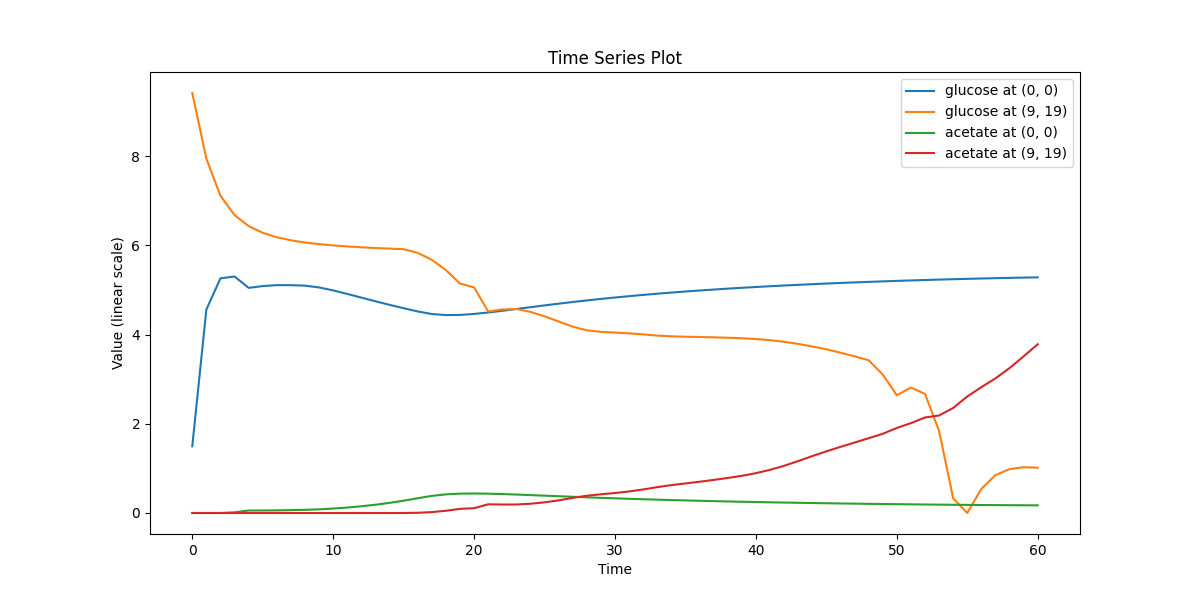 Time Series Plot
glucose at (0, 0)
glucose at (9, 19)
acetate at (0, 0)
acetate at (9, 19)
Value (linear scale)
8
6
4
2
0
0 10 20 30 40 50 60
Time